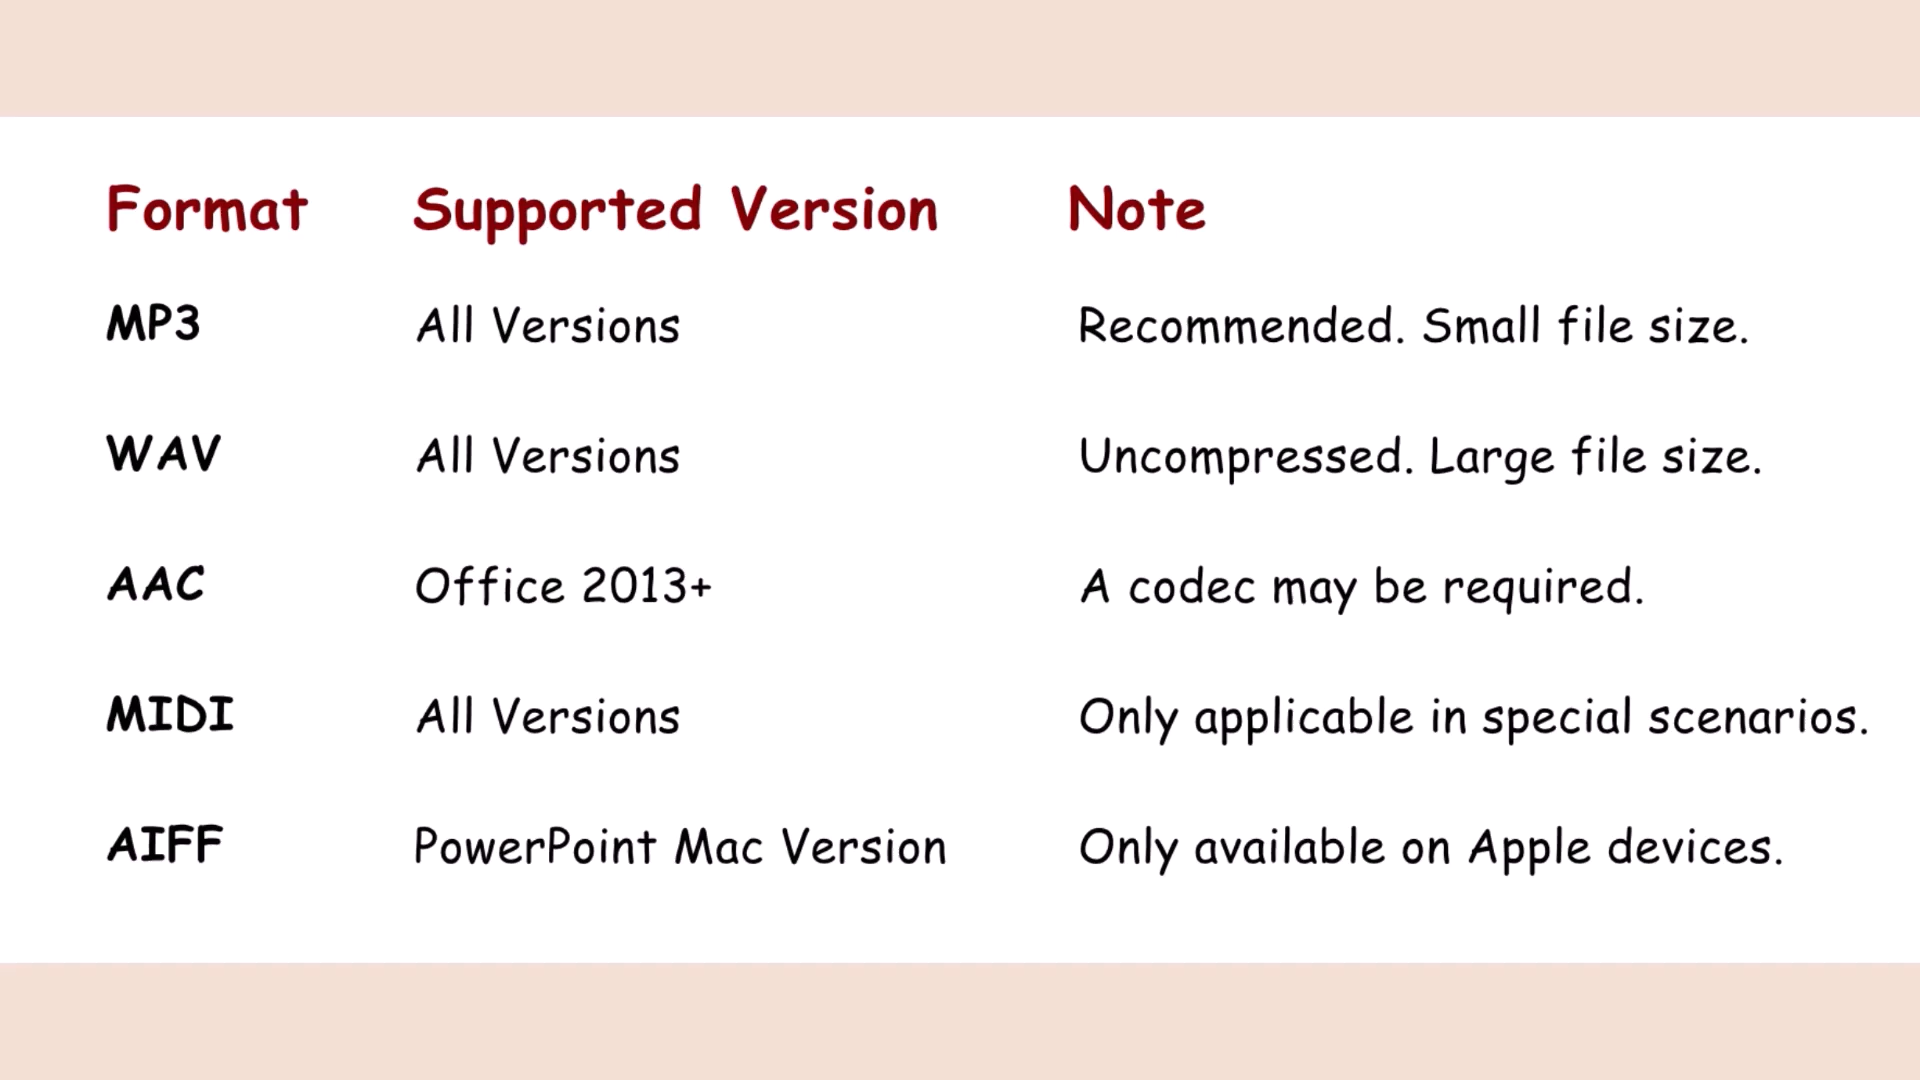 Format Supported Version Note
MP3 All Versions Recommended. Small file size.
WAV All Versions Uncompressed. Large file size.
AAC Office 2013+ A codec may be required.
MIDI All Versions Only applicable in special scenarios.
AIFF PowerPoint Mac Version Only available on Apple devices.